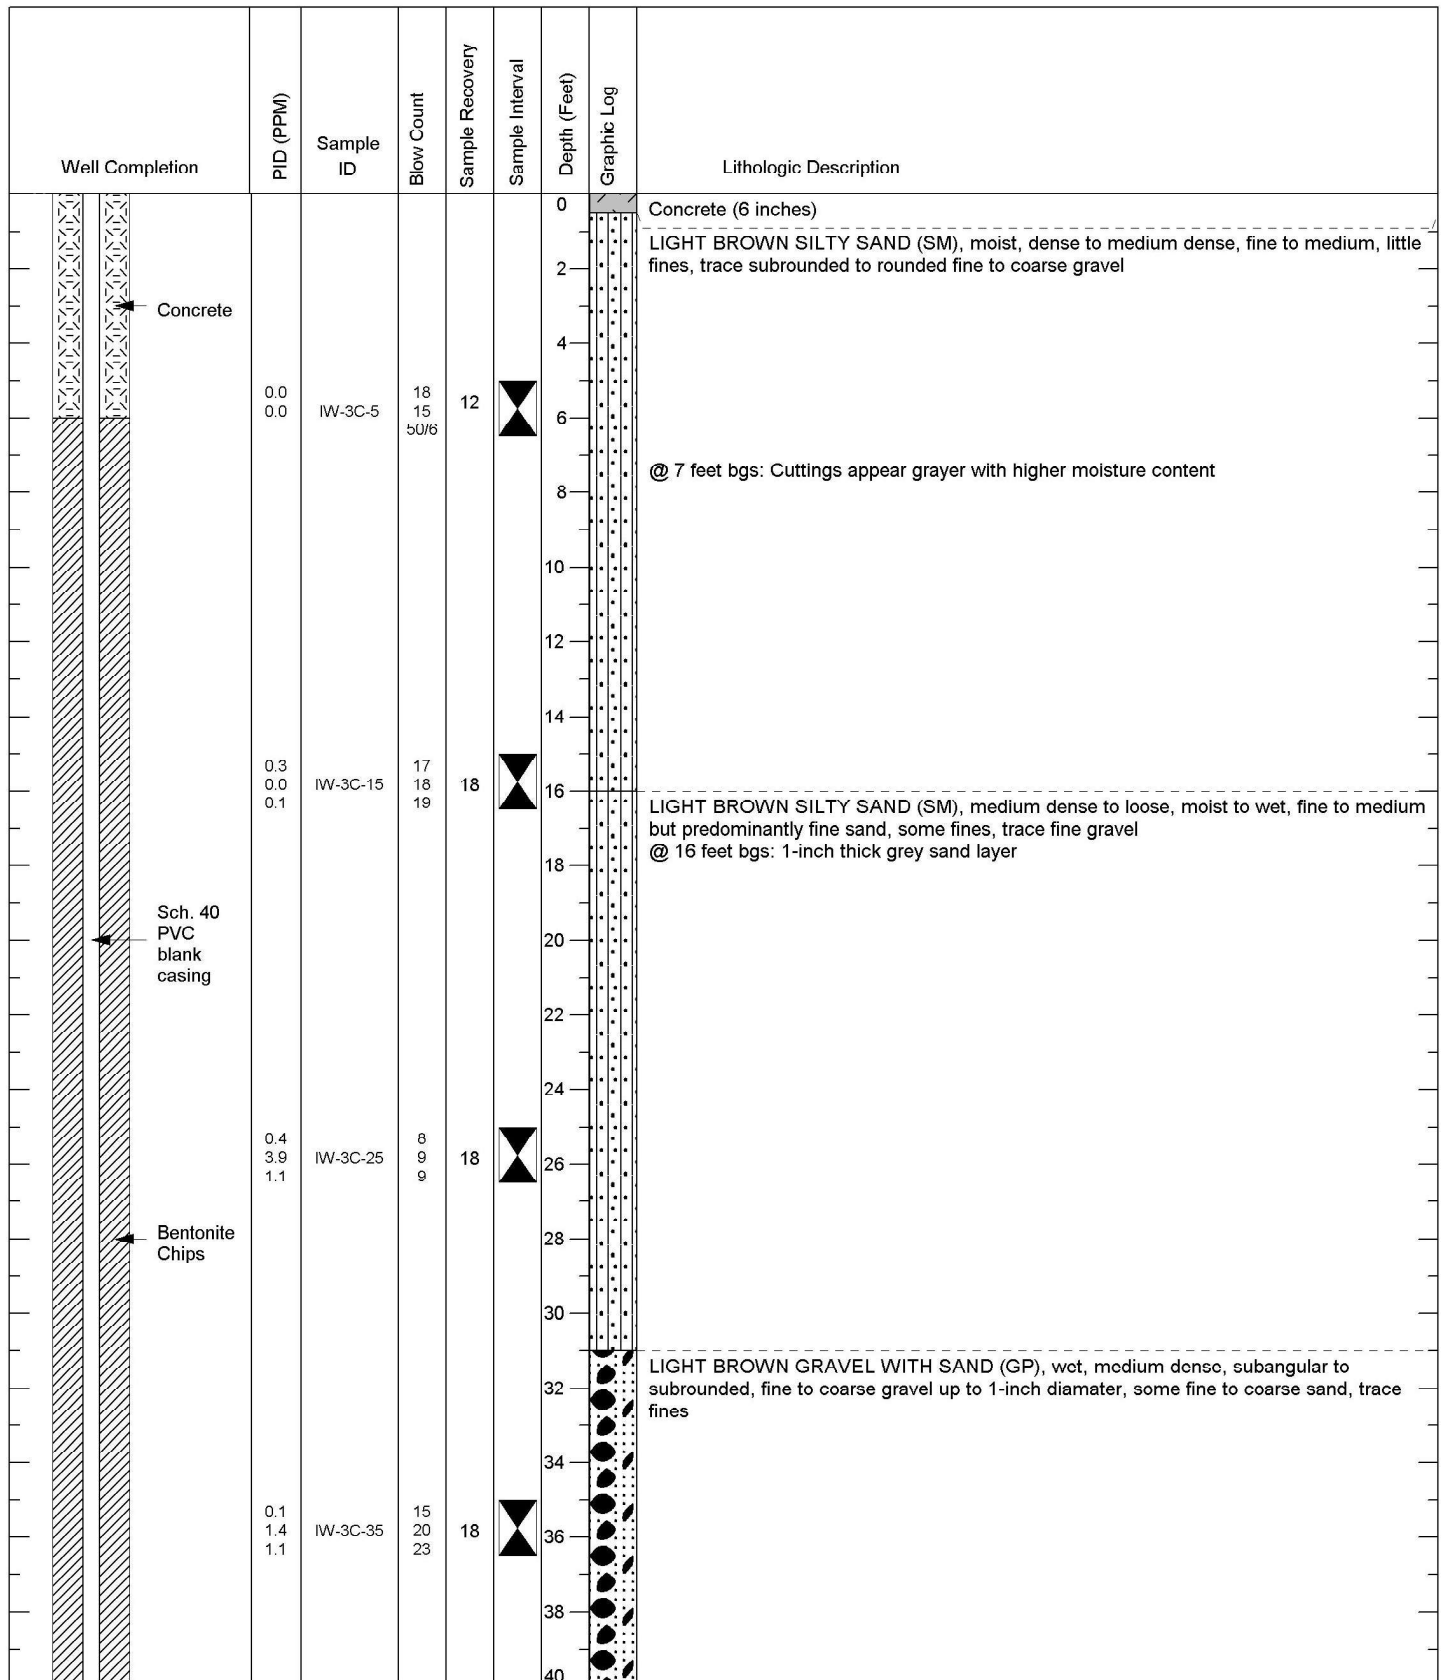 Well Completion
PID (PPM)
Sample
ID
Blow Count
Sample Recovery
Sample Interval
Depth (Feet)
Graphic Log
Lithologic Description
0
Concrete (6 inches)
LIGHT BROWN SILTY SAND (SM), moist, dense to medium dense, fine to medium, little
fines, trace subrounded to rounded fine to coarse gravel
2
Concrete
4
0.0
0.0
IW-3C-5
18
15
50/6
12
6
@ 7 feet bgs: Cuttings appear grayer with higher moisture content
8
10
12
14
0.3
0.0
0.1
IW-3C-15
17
18
19
18
16
LIGHT BROWN SILTY SAND (SM), medium dense to loose, moist to wet, fine to medium
but predominantly fine sand, some fines, trace fine gravel
@ 16 feet bgs: 1-inch thick grey sand layer
18
Sch. 40
PVC
blank
casing
20
22
24
0.4
3.9
1.1
IW-3C-25
8
9
9
18
26
Bentonite
Chips
28
30
LIGHT BROWN GRAVEL WITH SAND (GP), wet, medium dense, subangular to
subrounded, fine to coarse gravel up to 1-inch diamater, some fine to coarse sand, trace
fines
32
34
0.1
1.4
1.1
IW-3C-35
15
20
23
18
36
38
40